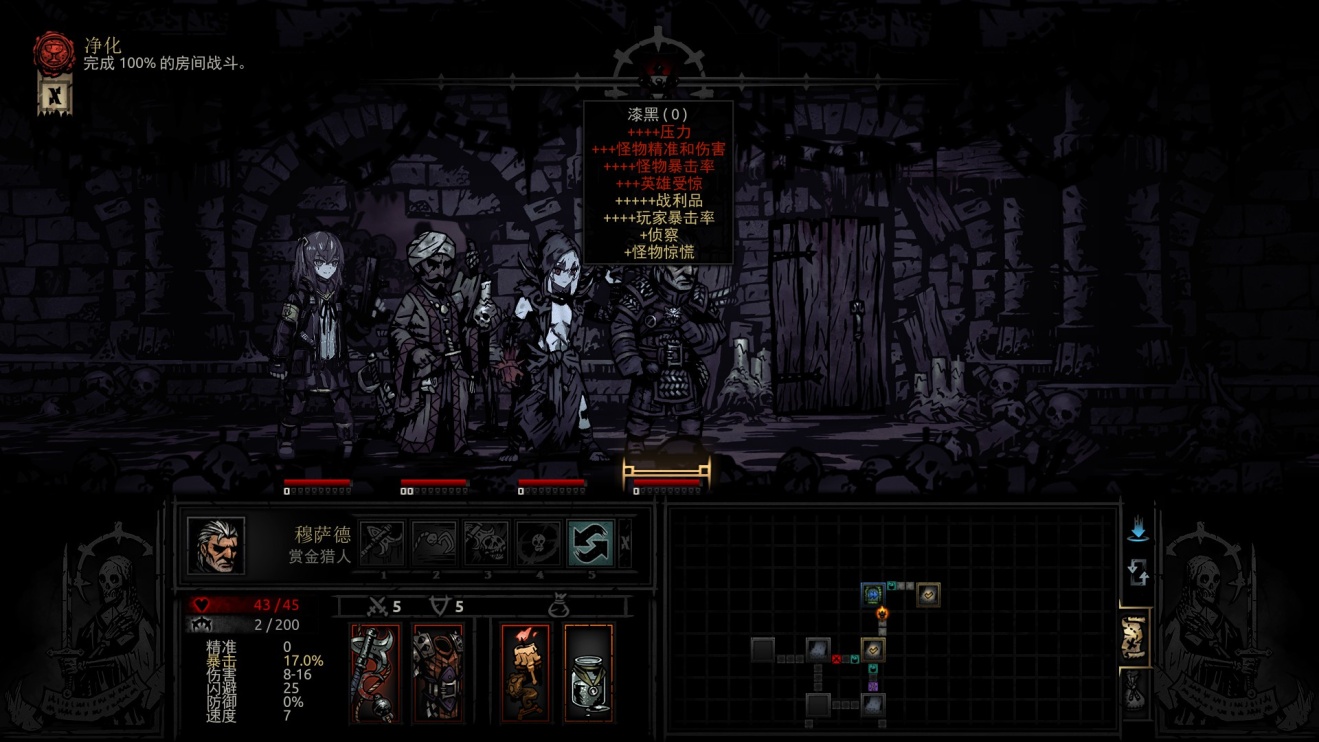 净化
完成 100% 的房间战斗。
漆黑(0)
++++压力
+++怪物精准和伤害
++++怪物暴击率
+++英雄受惊
+++++战利品
++++玩家暴击率
+侦察
+怪物惊慌
穆萨德
赏金猎人
1 2 3 4 5
43/45
2/200
5 5
精准 0
暴击 17.0%
伤害 8-16
闪避 25
防御 0%
速度 7